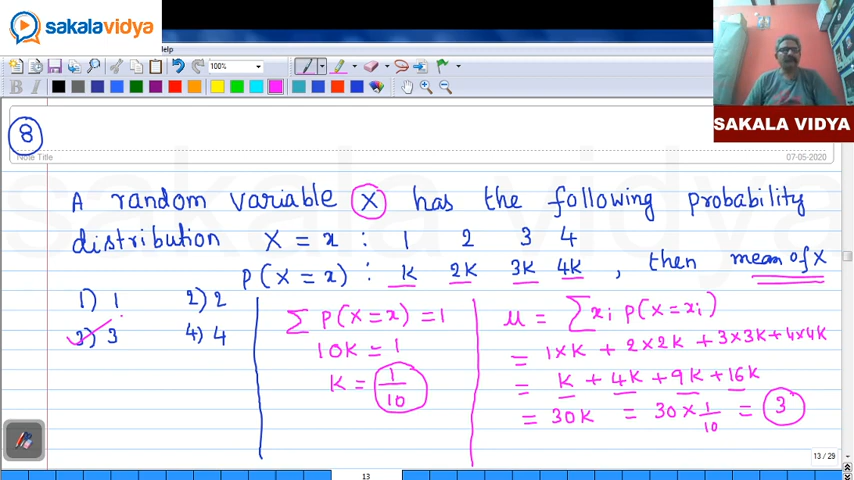 sakalavidya
Help
100%
SAKALA VIDYA
8
Note Title
07-05-2020
A random variable X has the following probability
distribution X = x : 1 2 3 4
P(X = x) : K 2K 3K 4K , then mean of X
1) 1 2) 2
3) 3 4) 4
∑ P(X = x) = 1
10K = 1
K = 1/10
μ = ∑ xi P(X = xi)
= 1×K + 2×2K + 3×3K + 4×4K
= K + 4K + 9K + 16K
= 30K = 30 × 1/10 = 3
13 / 29
13